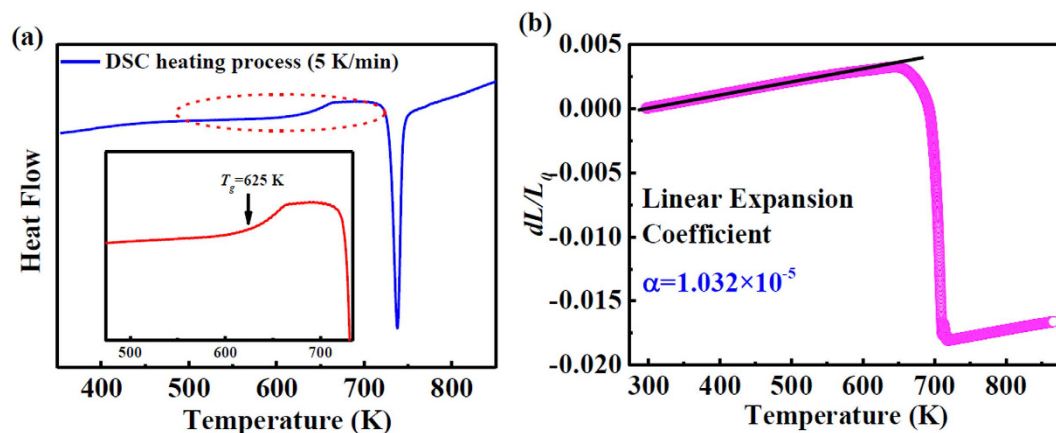 (a)
DSC heating process (5 K/min)
Heat Flow
Tg=625 K
500 600 700
400 500 600 700 800
Temperature (K)
(b)
0.005
0.000
-0.005
-0.010
-0.015
-0.020
dL/L0
Linear Expansion
Coefficient
α=1.032×10-5
300 400 500 600 700 800
Temperature (K)